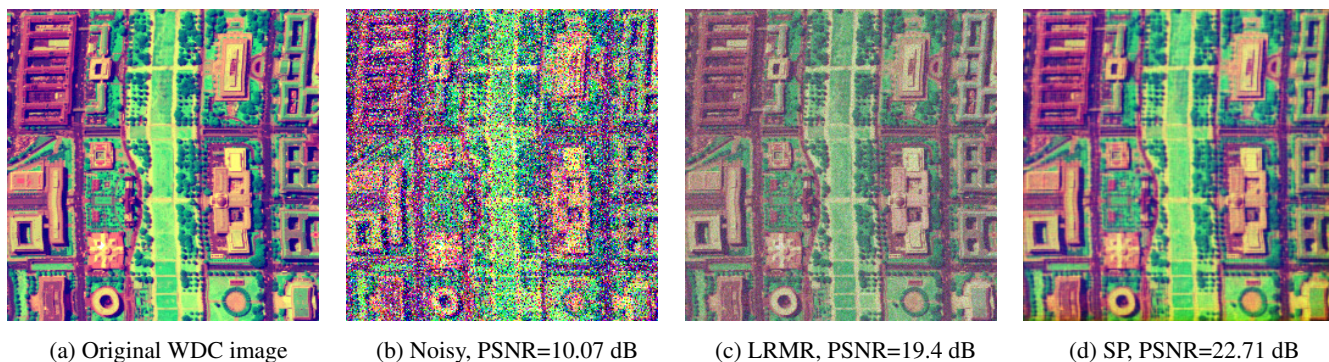 (a) Original WDC image
(b) Noisy, PSNR=10.07 dB
(c) LRMR, PSNR=19.4 dB
(d) SP, PSNR=22.71 dB